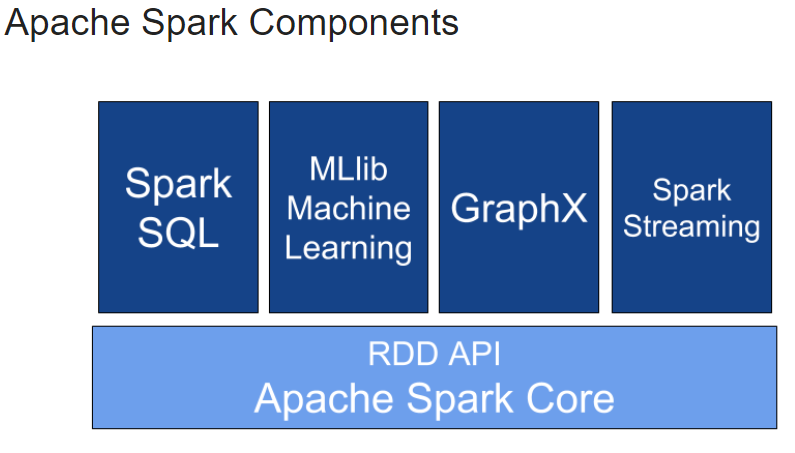 Apache Spark Components
Spark
SQL
MLlib
Machine
Learning
GraphX
Spark
Streaming
RDD API
Apache Spark Core